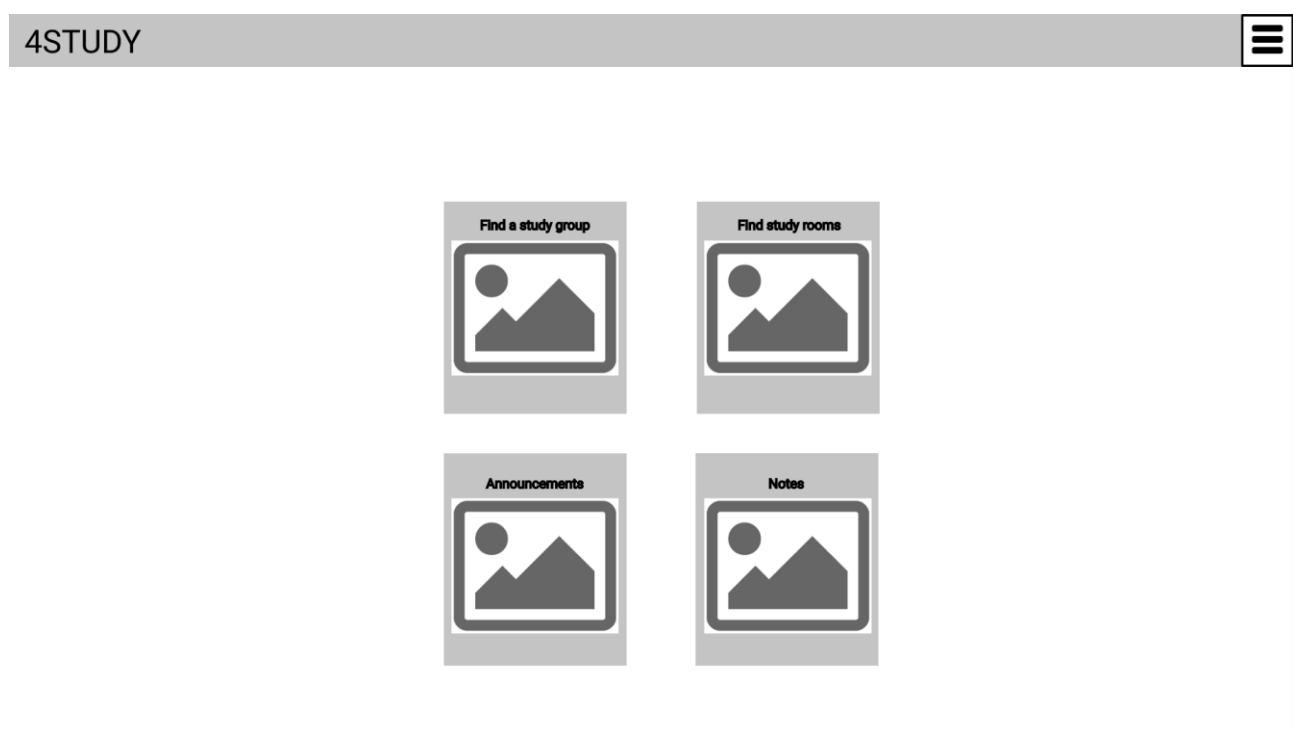 4STUDY
Find a study group
Find study rooms
Announcements
Notes